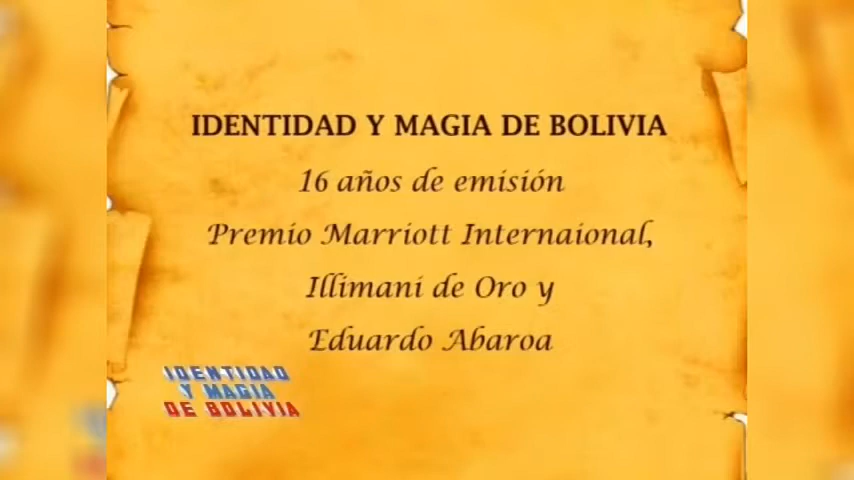 IDENTIDAD Y MAGIA DE BOLIVIA
16 años de emisión
Premio Marriott Internaional,
Illimani de Oro y
Eduardo Abaroa
IDENTIDAD
Y MAGIA
DE BOLIVIA